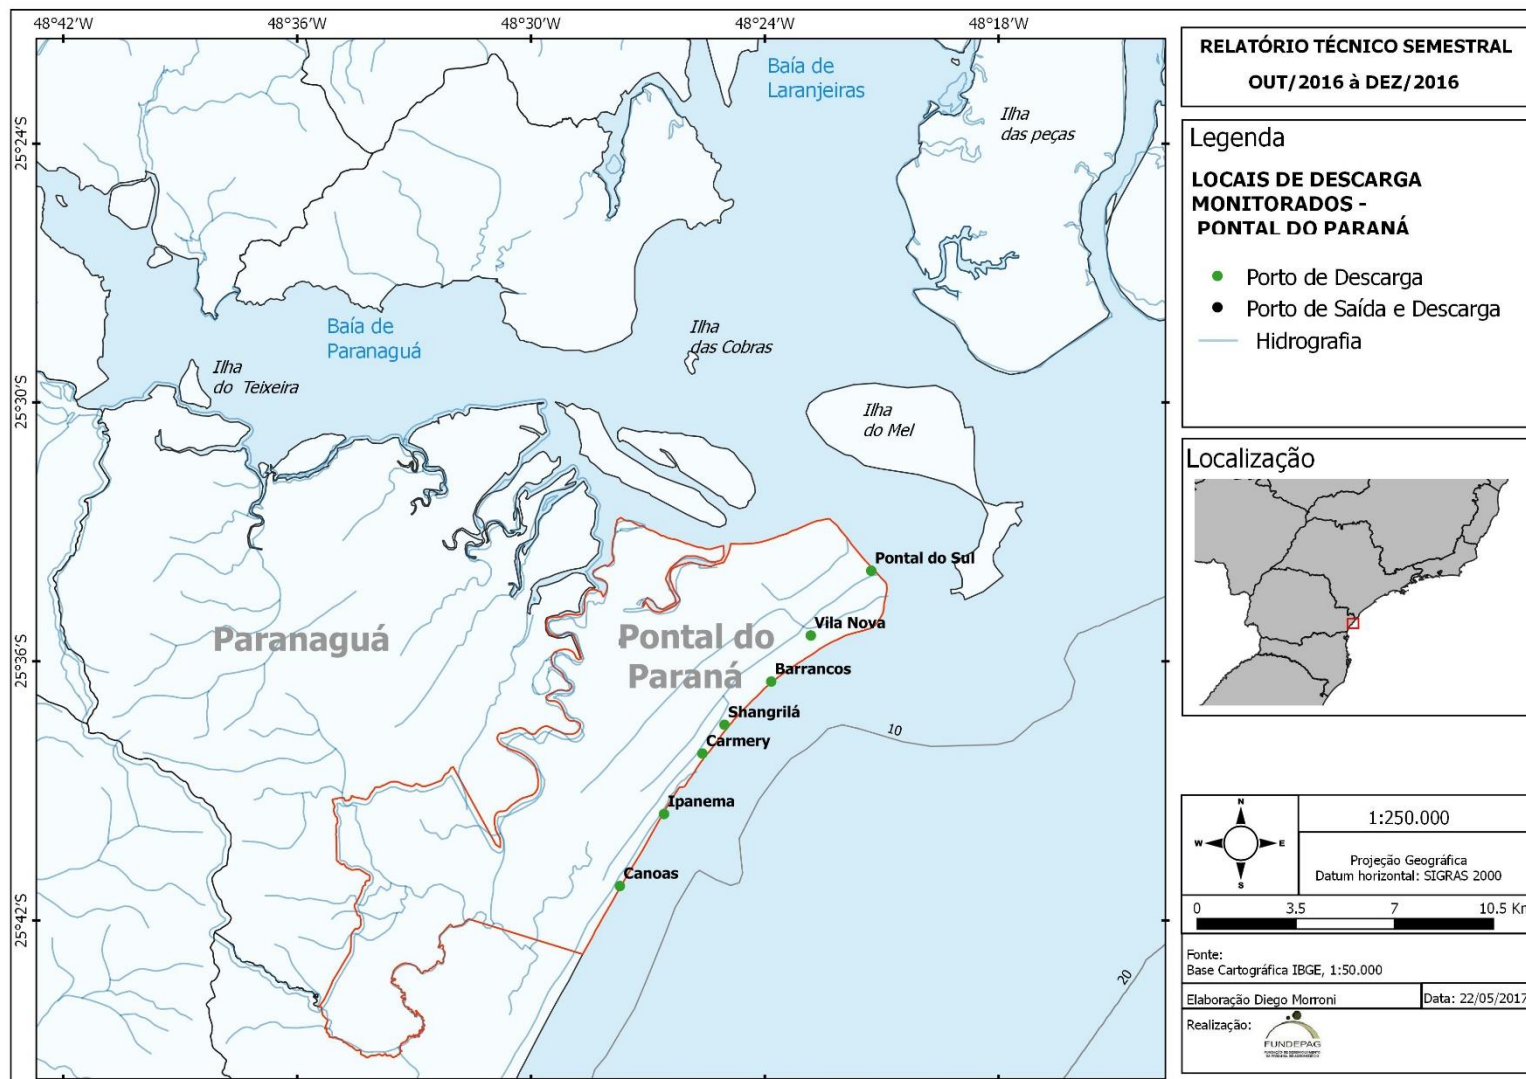 48°42'W
48°36'W
48°30'W
48°24'W
48°18'W
25°24'S
25°30'S
25°36'S
25°42'S
Baía de
Laranjeiras
Ilha
das peças
Baía de
Paranaguá
Ilha
das Cobras
Ilha
do Teixeira
Ilha
do Mel
Pontal do Sul
Vila Nova
Paranaguá
Pontal do
Paraná
Barrancos
Shangrilá
Carmery
10
Ipanema
Canoas
20
RELATÓRIO TÉCNICO SEMESTRAL
OUT/2016 à DEZ/2016
Legenda
LOCAIS DE DESCARGA
MONITORADOS -
PONTAL DO PARANÁ
Porto de Descarga
Porto de Saída e Descarga
Hidrografia
Localização
N
W
E
S
1:250.000
Projeção Geográfica
Datum horizontal: SIGRAS 2000
0 3.5 7 10.5 Km
Fonte:
Base Cartográfica IBGE, 1:50.000
Elaboração Diego Morroni
Data: 22/05/2017
Realização:
FUNDEPAG